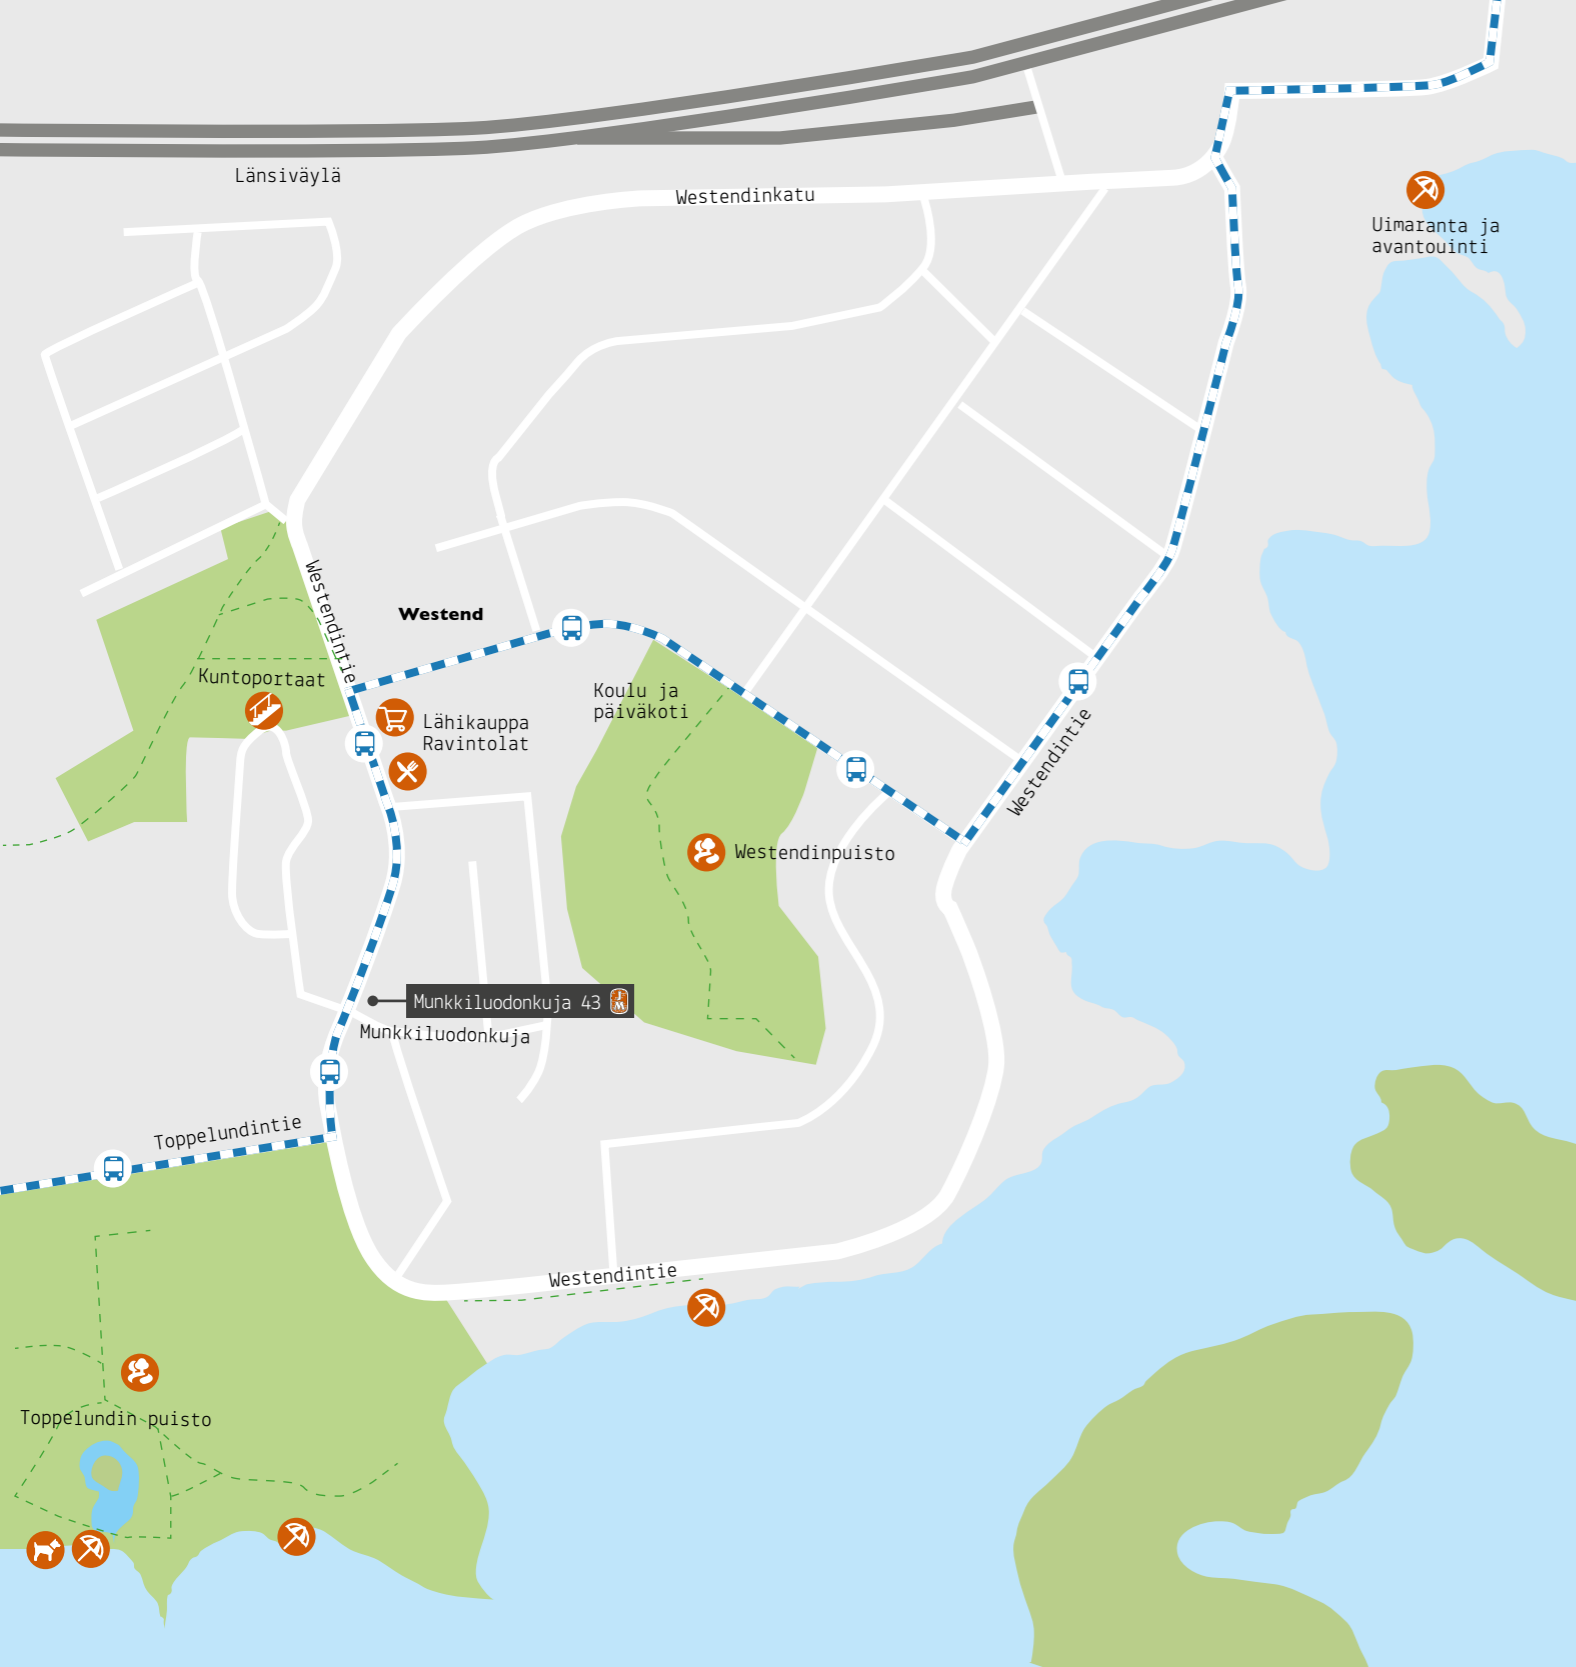 Länsiväylä
Westendinkatu
Uimaranta ja
avantouinti
Westendintie
Westend
Kuntoportaat
Koulu ja
päiväkoti
Lähikauppa
Ravintolat
Westendintie
Westendinpuisto
Munkkiluodonkuja 43
JM
Munkkiluodonkuja
Toppelundintie
Westendintie
Toppelundin puisto